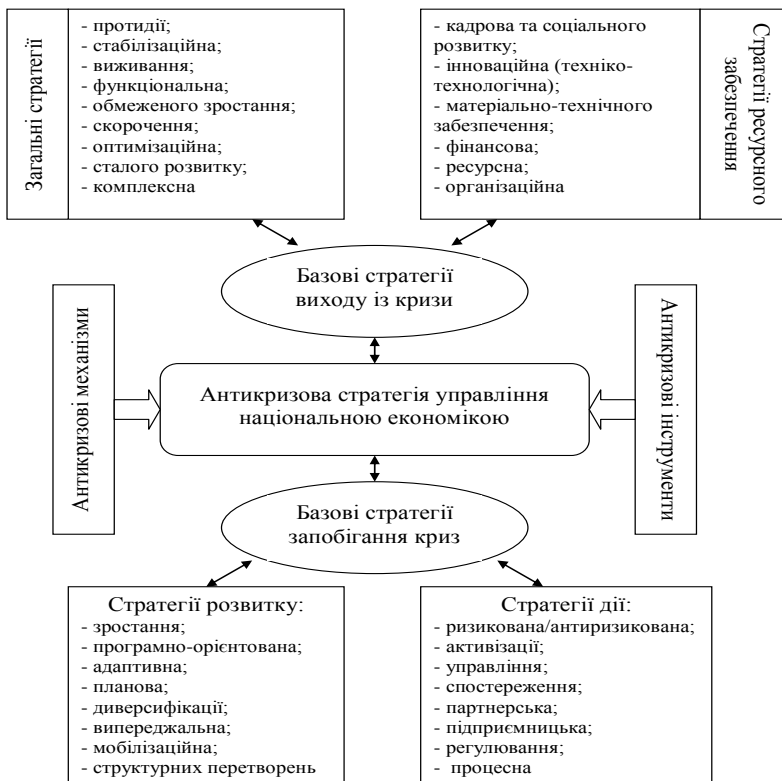 Загальні стратегії
- протидії;
- стабілізаційна;
- виживання;
- функціональна;
- обмеженого зростання;
- скорочення;
- оптимізаційна;
- сталого розвитку;
- комплексна
- кадрова та соціального
розвитку;
- інноваційна (техніко-
технологічна);
- матеріально-технічного
забезпечення;
- фінансова;
- ресурсна;
- організаційна
Стратегії ресурсного
забезпечення
Базові стратегії
виходу із кризи
Антикризові механізми
Антикризова стратегія управління
національною економікою
Антикризові інструменти
Базові стратегії
запобігання криз
Стратегії розвитку:
- зростання;
- програмно-орієнтована;
- адаптивна;
- планова;
- диверсифікації;
- випереджальна;
- мобілізаційна;
- структурних перетворень
Стратегії дії:
- ризикована/антиризикована;
- активізації;
- управління;
- спостереження;
- партнерська;
- підприємницька;
- регулювання;
- процесна